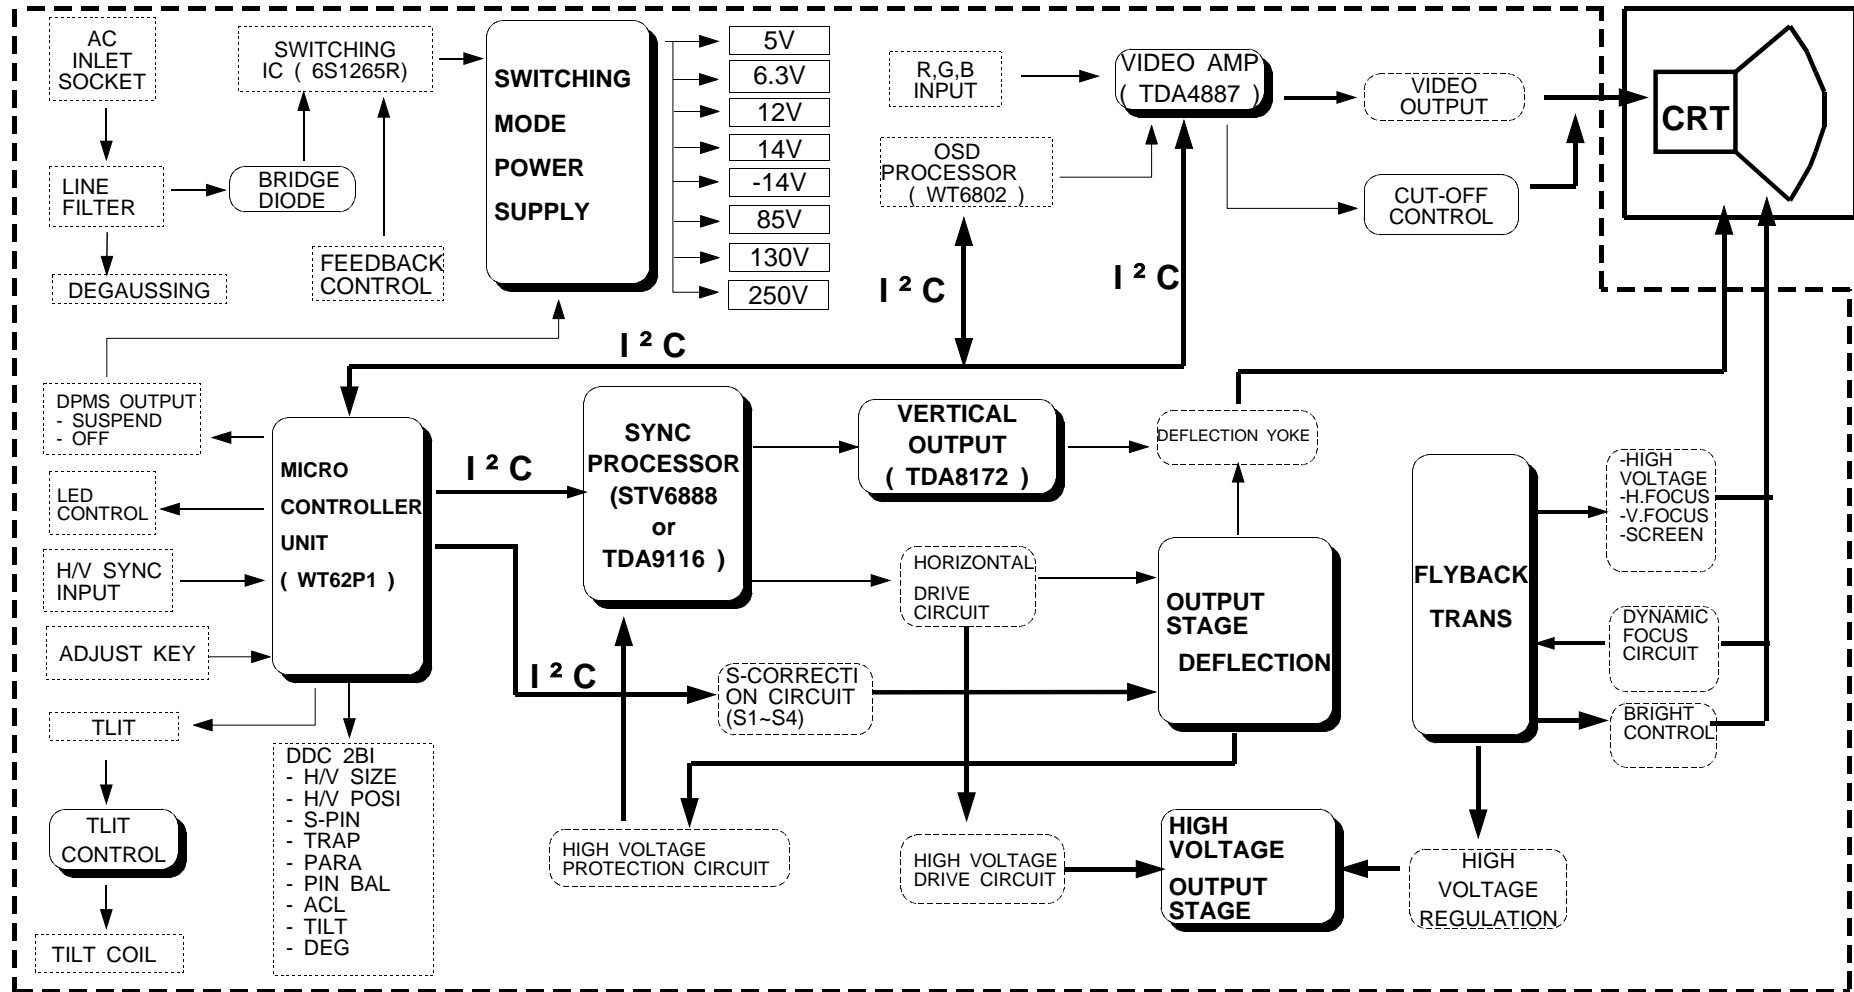 AC
INLET
SOCKET
SWITCHING
IC ( 6S1265R)
LINE
FILTER
BRIDGE
DIODE
DEGAUSSING
FEEDBACK
CONTROL
SWITCHING
MODE
POWER
SUPPLY
5V
6.3V
12V
14V
-14V
85V
130V
250V
R,G,B
INPUT
OSD
PROCESSOR
( WT6802 )
VIDEO AMP
( TDA4887 )
VIDEO
OUTPUT
CUT-OFF
CONTROL
CRT
I ² C
I ² C
I ² C
DPMS OUTPUT
- SUSPEND
- OFF
LED
CONTROL
H/V SYNC
INPUT
ADJUST KEY
MICRO
CONTROLLER
UNIT
( WT62P1 )
I ² C
I ² C
SYNC
PROCESSOR
(STV6888
or
TDA9116 )
VERTICAL
OUTPUT
( TDA8172 )
DEFLECTION YOKE
HORIZONTAL
DRIVE
CIRCUIT
S-CORRECTI
ON CIRCUIT
(S1~S4)
OUTPUT
STAGE
DEFLECTION
FLYBACK
TRANS
-HIGH
VOLTAGE
-H.FOCUS
-V.FOCUS
-SCREEN
DYNAMIC
FOCUS
CIRCUIT
BRIGHT
CONTROL
TLIT
TLIT
CONTROL
TILT COIL
DDC 2BI
- H/V SIZE
- H/V POSI
- S-PIN
- TRAP
- PARA
- PIN BAL
- ACL
- TILT
- DEG
HIGH VOLTAGE
PROTECTION CIRCUIT
HIGH VOLTAGE
DRIVE CIRCUIT
HIGH
VOLTAGE
OUTPUT
STAGE
HIGH
VOLTAGE
REGULATION